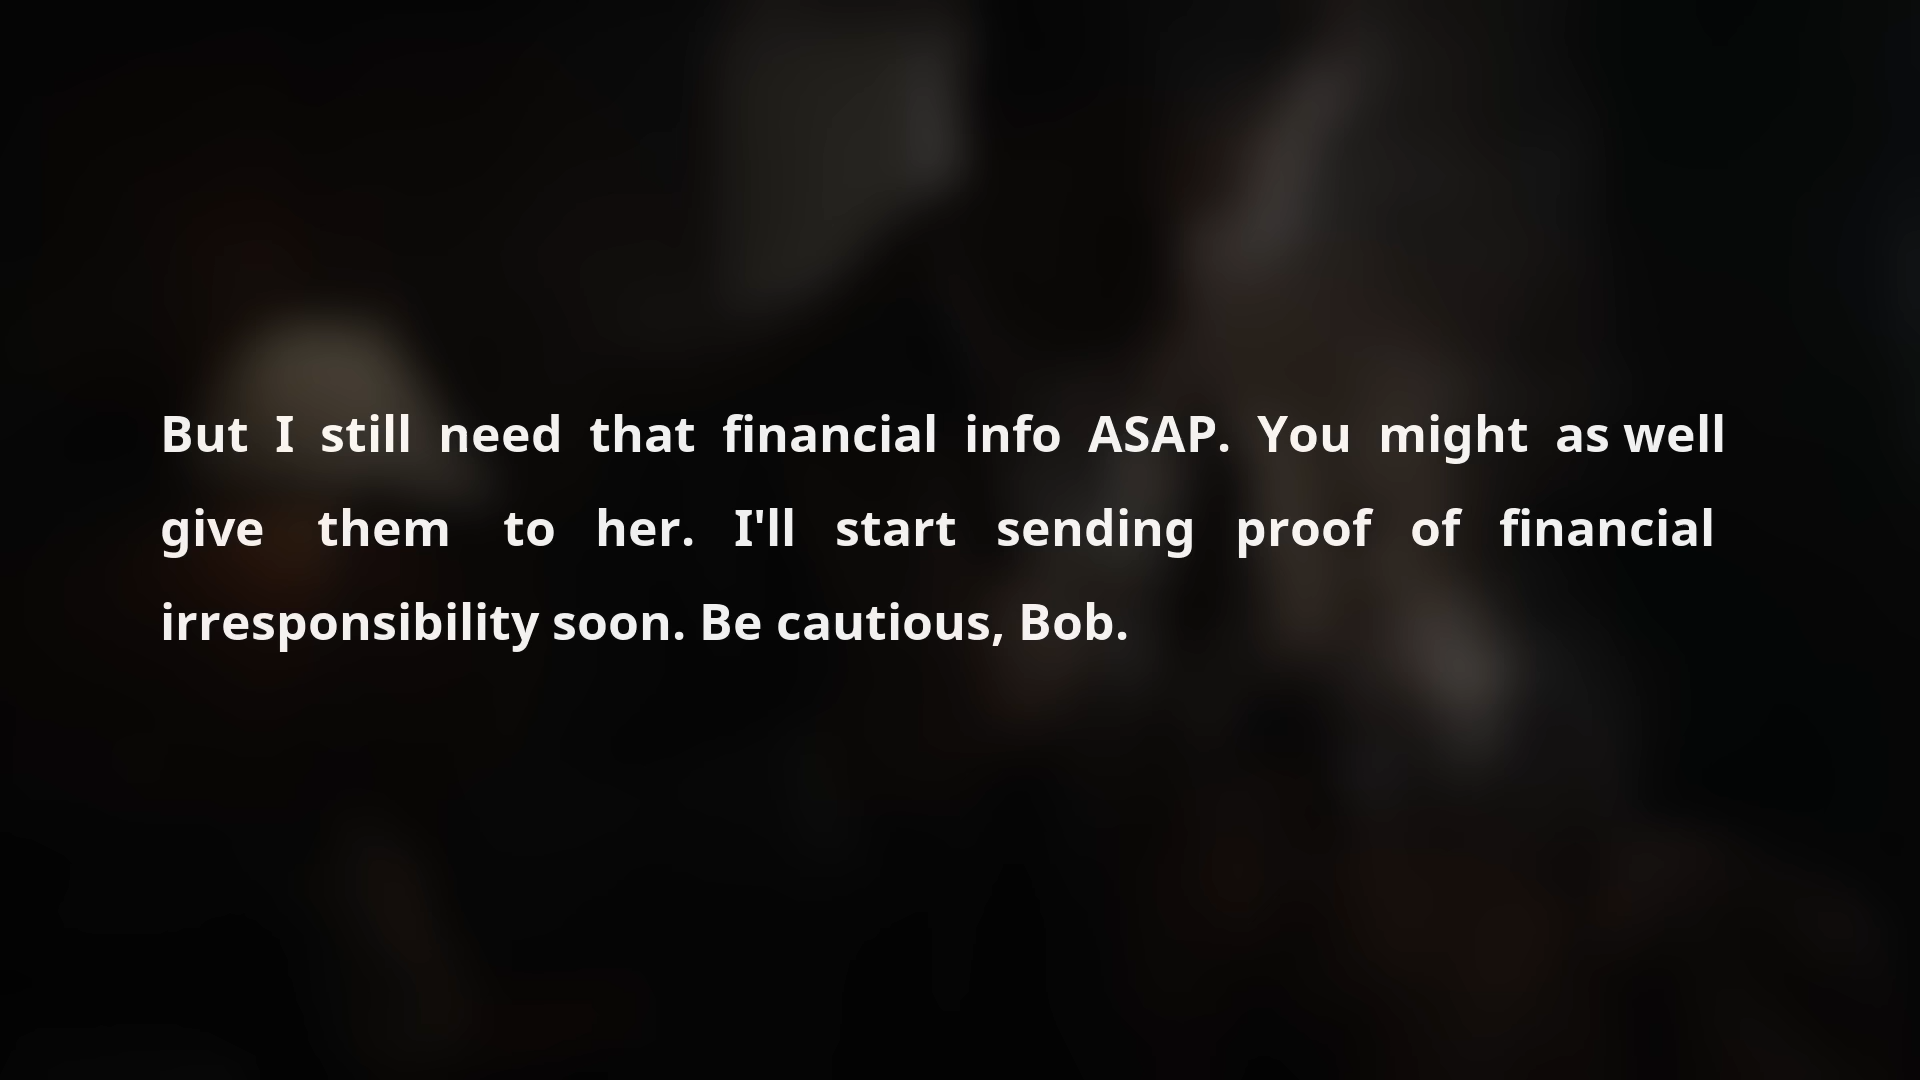 But I still need that financial info ASAP. You might as well
give them to her. I'll start sending proof of financial
irresponsibility soon. Be cautious, Bob.